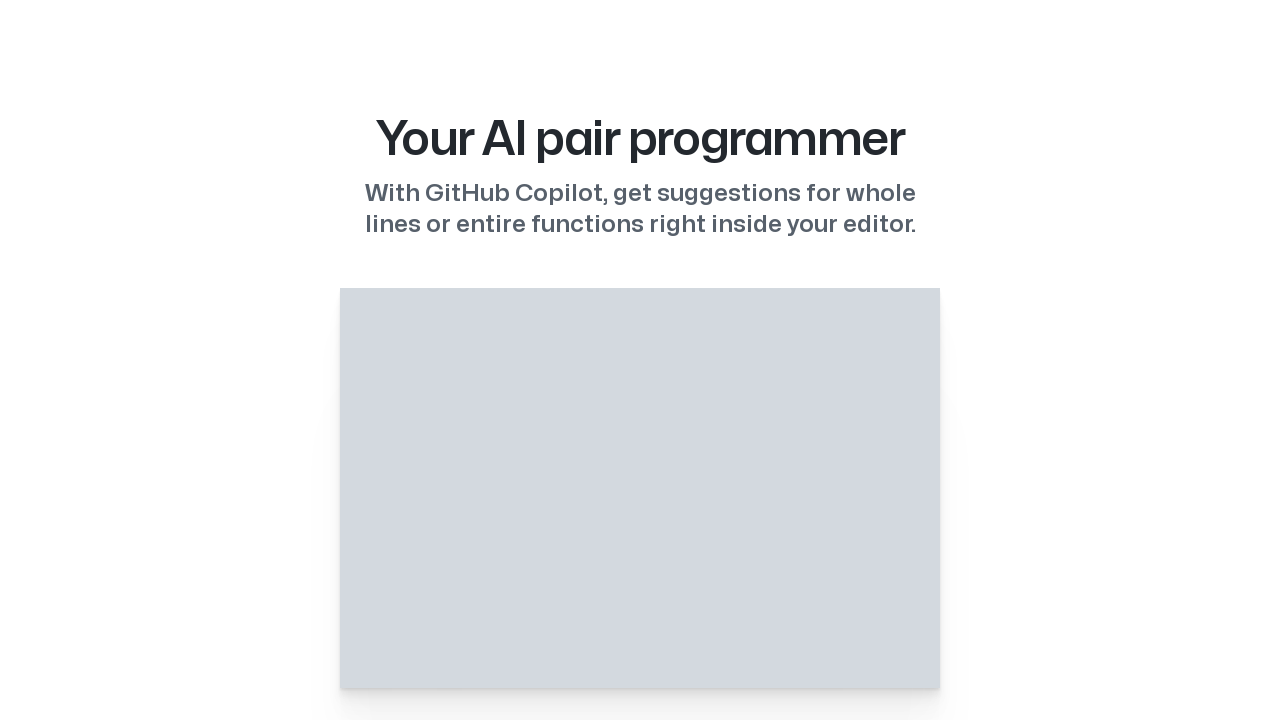 Your AI pair programmer
With GitHub Copilot, get suggestions for whole
lines or entire functions right inside your editor.